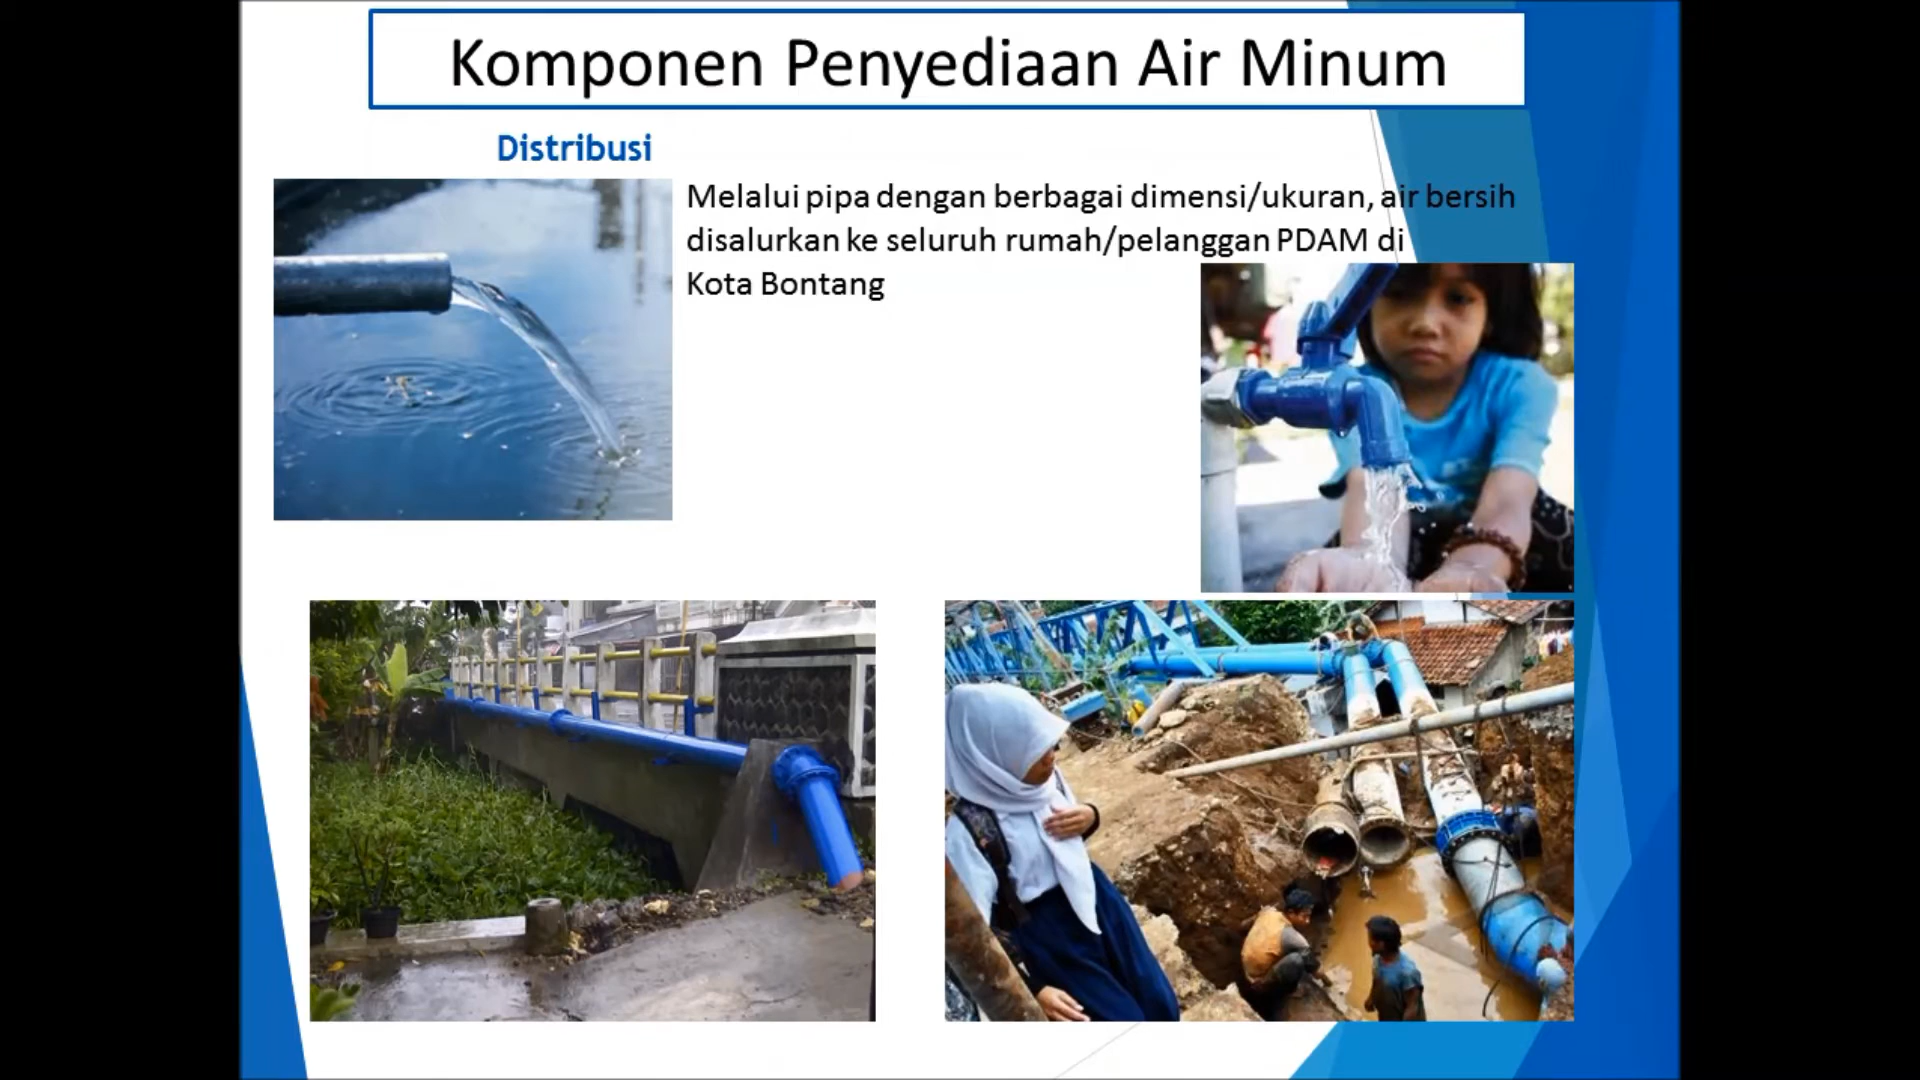 Komponen Penyediaan Air Minum
Distribusi
Melalui pipa dengan berbagai dimensi/ukuran, air bersih
disalurkan ke seluruh rumah/pelanggan PDAM di
Kota Bontang